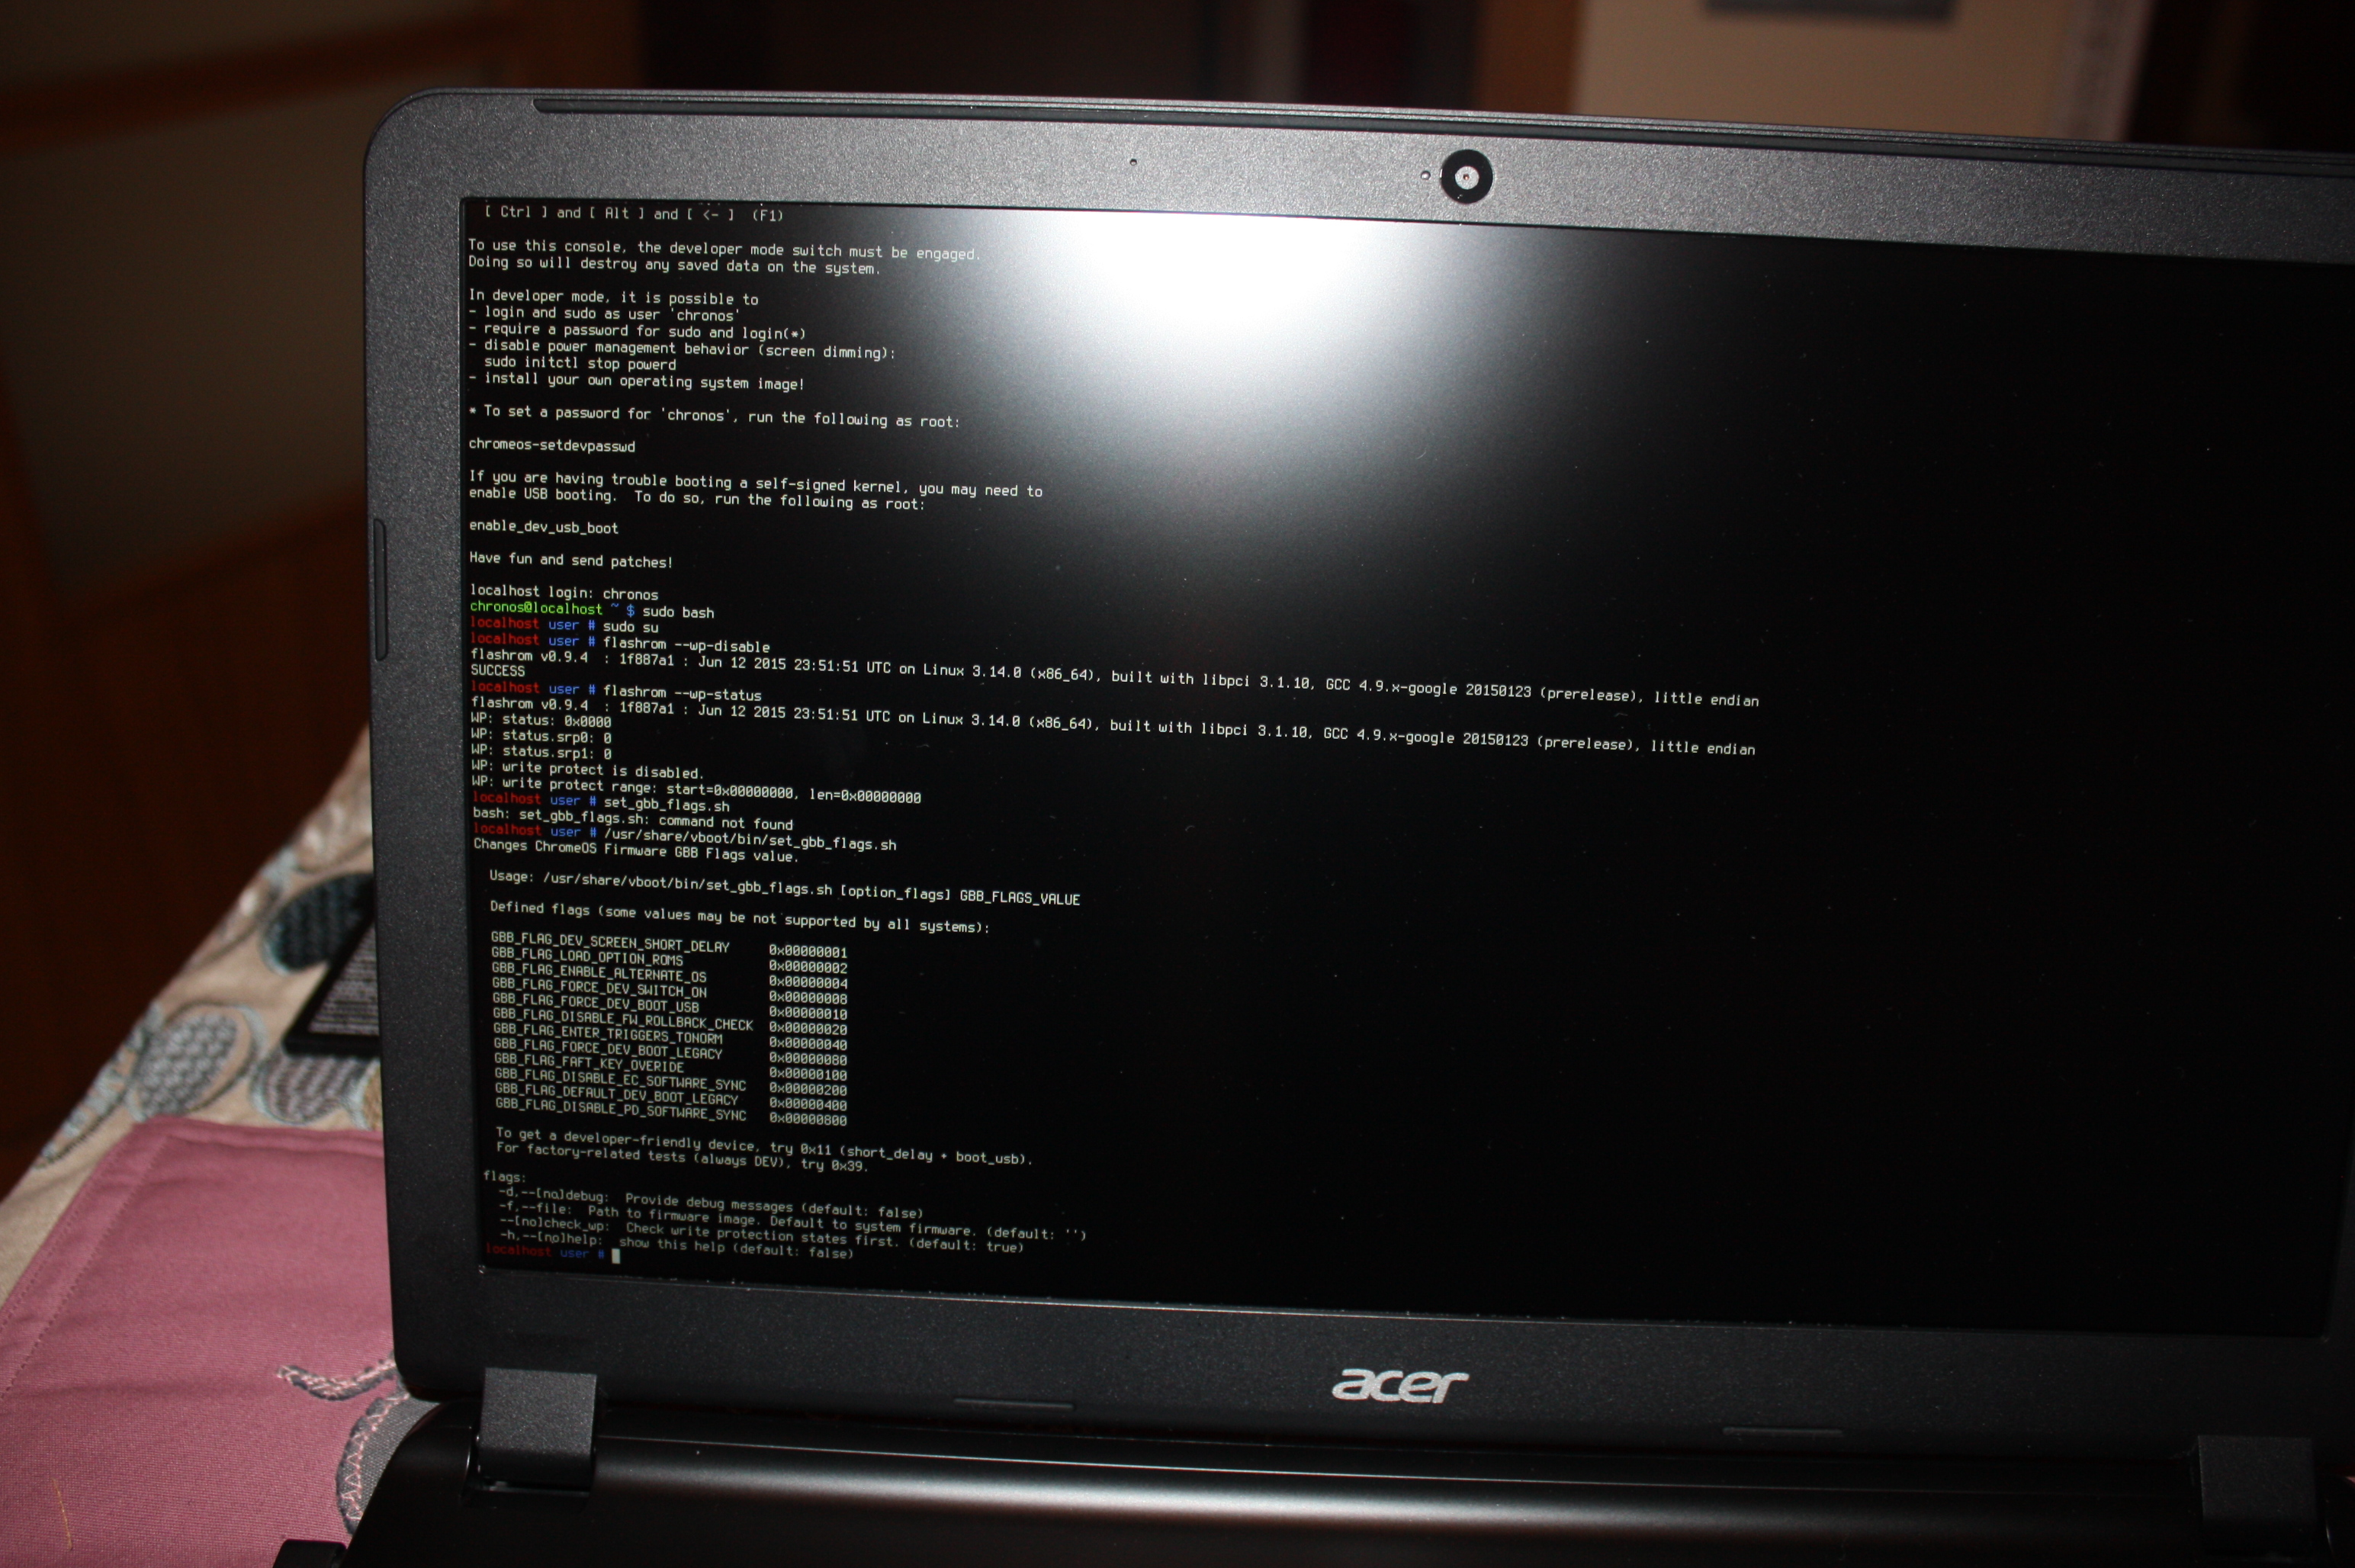 [ Ctrl ] and [ Alt ] and [ <- ]  (F1)
To use this console, the developer mode switch must be engaged.
Doing so will destroy any saved data on the system.
In developer mode, it is possible to
- login and sudo as user 'chronos'
- require a password for sudo and login(*)
- disable power management behavior (screen dimming):
sudo initctl stop powerd
- install your own operating system image!
* To set a password for 'chronos', run the following as root:
chromeos-setdevpasswd
If you are having trouble booting a self-signed kernel, you may need to
enable USB booting.  To do so, run the following as root:
enable_dev_usb_boot
Have fun and send patches!
localhost login: chronos
chronos@localhost ~ $ sudo bash
localhost user # sudo su
localhost user # flashrom --wp-disable
flashrom v0.9.4  : 1f887a1 : Jun 12 2015 23:51:51 UTC on Linux 3.14.0 (x86_64), built with libpci 3.1.10, GCC 4.9.x-google 20150123 (prerelease), little endian
SUCCESS
localhost user # flashrom --wp-status
flashrom v0.9.4  : 1f887a1 : Jun 12 2015 23:51:51 UTC on Linux 3.14.0 (x86_64), built with libpci 3.1.10, GCC 4.9.x-google 20150123 (prerelease), little endian
WP: status: 0x0000
WP: status.srp0: 0
WP: status.srp1: 0
WP: write protect is disabled.
WP: write protect range: start=0x00000000, len=0x00000000
localhost user # set_gbb_flags.sh
bash: set_gbb_flags.sh: command not found
localhost user # /usr/share/vboot/bin/set_gbb_flags.sh
Changes ChromeOS Firmware GBB Flags value.
Usage: /usr/share/vboot/bin/set_gbb_flags.sh [option_flags] GBB_FLAGS_VALUE
Defined flags (some values may be not supported by all systems):
GBB_FLAG_DEV_SCREEN_SHORT_DELAY     0x00000001
GBB_FLAG_LOAD_OPTION_ROMS           0x00000002
GBB_FLAG_ENABLE_ALTERNATE_OS        0x00000004
GBB_FLAG_FORCE_DEV_SWITCH_ON        0x00000008
GBB_FLAG_FORCE_DEV_BOOT_USB         0x00000010
GBB_FLAG_DISABLE_FW_ROLLBACK_CHECK  0x00000020
GBB_FLAG_ENTER_TRIGGERS_TONORM      0x00000040
GBB_FLAG_FORCE_DEV_BOOT_LEGACY      0x00000080
GBB_FLAG_FAFT_KEY_OVERIDE           0x00000100
GBB_FLAG_DISABLE_EC_SOFTWARE_SYNC   0x00000200
GBB_FLAG_DEFAULT_DEV_BOOT_LEGACY    0x00000400
GBB_FLAG_DISABLE_PD_SOFTWARE_SYNC   0x00000800
To get a developer-friendly device, try 0x11 (short_delay + boot_usb).
For factory-related tests (always DEV), try 0x39.
flags:
-d,--[no]debug:  Provide debug messages (default: false)
-f,--file:  Path to firmware image. Default to system firmware. (default: '')
--[no]check_wp:  Check write protection states first. (default: true)
-h,--[no]help:  show this help (default: false)
localhost user #
acer